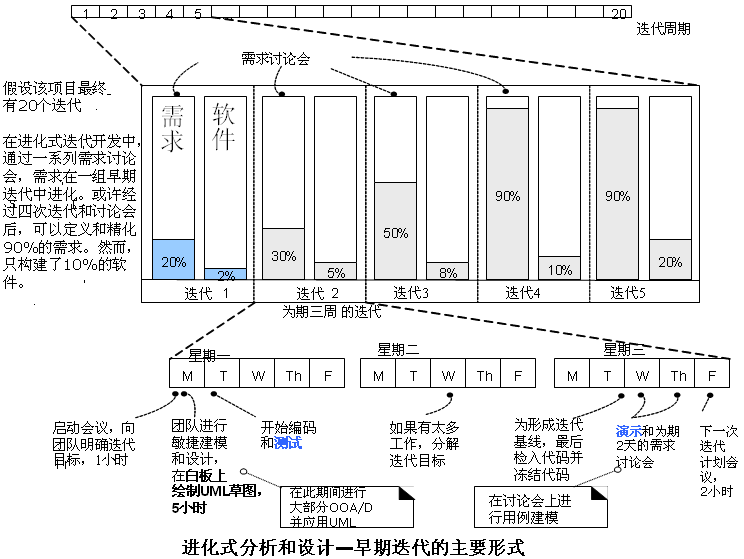 1 2 3 4 5 20
迭代周期
需求讨论会
假设该项目最终
有20个迭代
在进化式迭代开发中，
通过一系列需求讨论
会，需求在一组早期
迭代中进化。或许经
过四次迭代和讨论会
后，可以定义和精化
90%的需求。然而，
只构建了10%的软
件。
需求 软件
20% 2% 30% 5% 50% 8% 90% 10% 90% 20%
迭代 1 迭代 2 迭代3 迭代4 迭代5
为期三周 的迭代
星期一 星期二 星期三
M T W Th F M T W Th F M T W Th F
启动会议，向
团队明确迭代
目标，1小时
团队进行
敏捷建模
和设计，
在白板上
绘制UML草图，
5小时
开始编码
和测试
如果有太多
工作，分解
迭代目标
为形成迭代
基线，最后
检入代码并
冻结代码
演示和为期
2天的需求
讨论会
下一次
迭代
计划会
议，
2小时
在此期间进行
大部分OOA/D
并应用UML
在讨论会上进
行用例建模
进化式分析和设计—早期迭代的主要形式